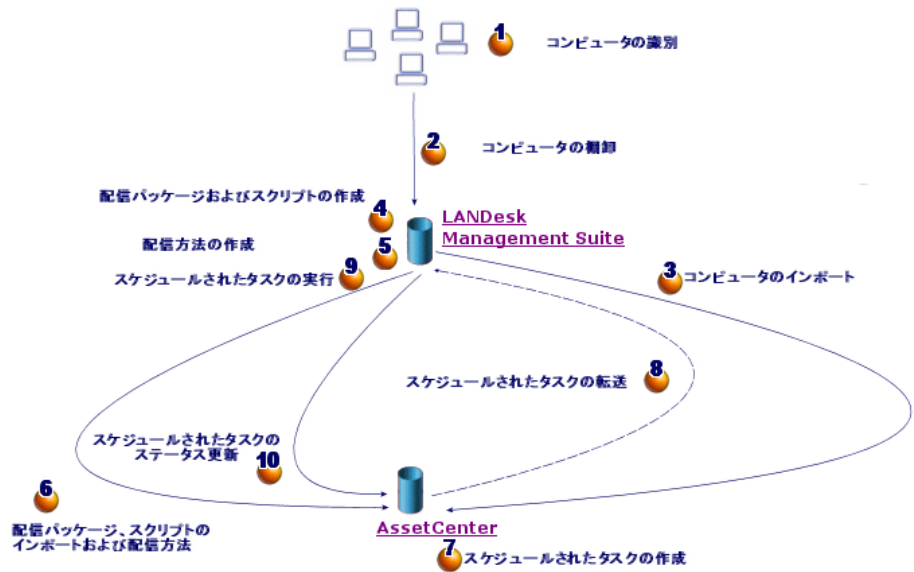 1
コンピュータの識別
2
コンピュータの棚卸
配信パッケージおよびスクリプトの作成
4
LANDesk
Management Suite
配信方法の作成
5
スケジュールされたタスクの実行
9
3
コンピュータのインポート
8
スケジュールされたタスクの転送
スケジュールされたタスクの
ステータス更新
10
6
配信パッケージ、スクリプトの
インポートおよび配信方法
AssetCenter
7
スケジュールされたタスクの作成